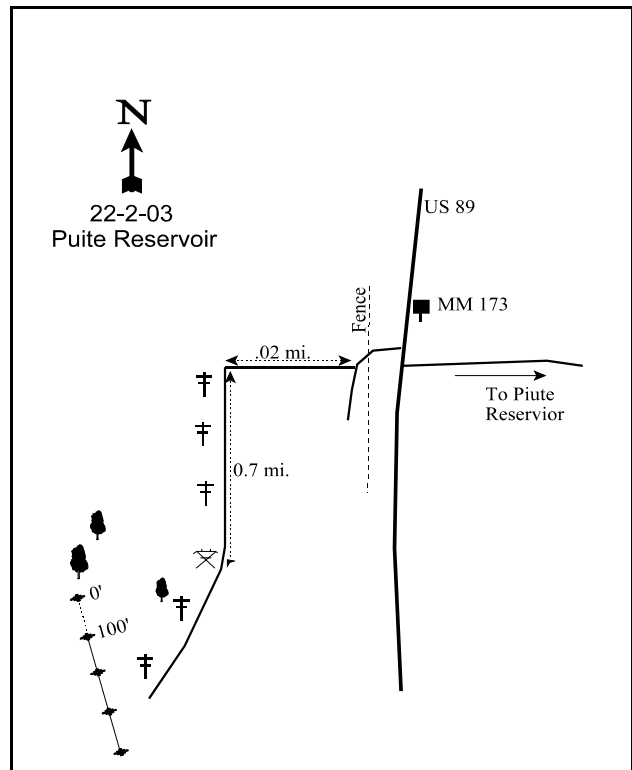 N
22-2-03
Puite Reservoir
US 89
Fence
MM 173
.02 mi.
To Piute
Reservior
0.7 mi.
0'
100'